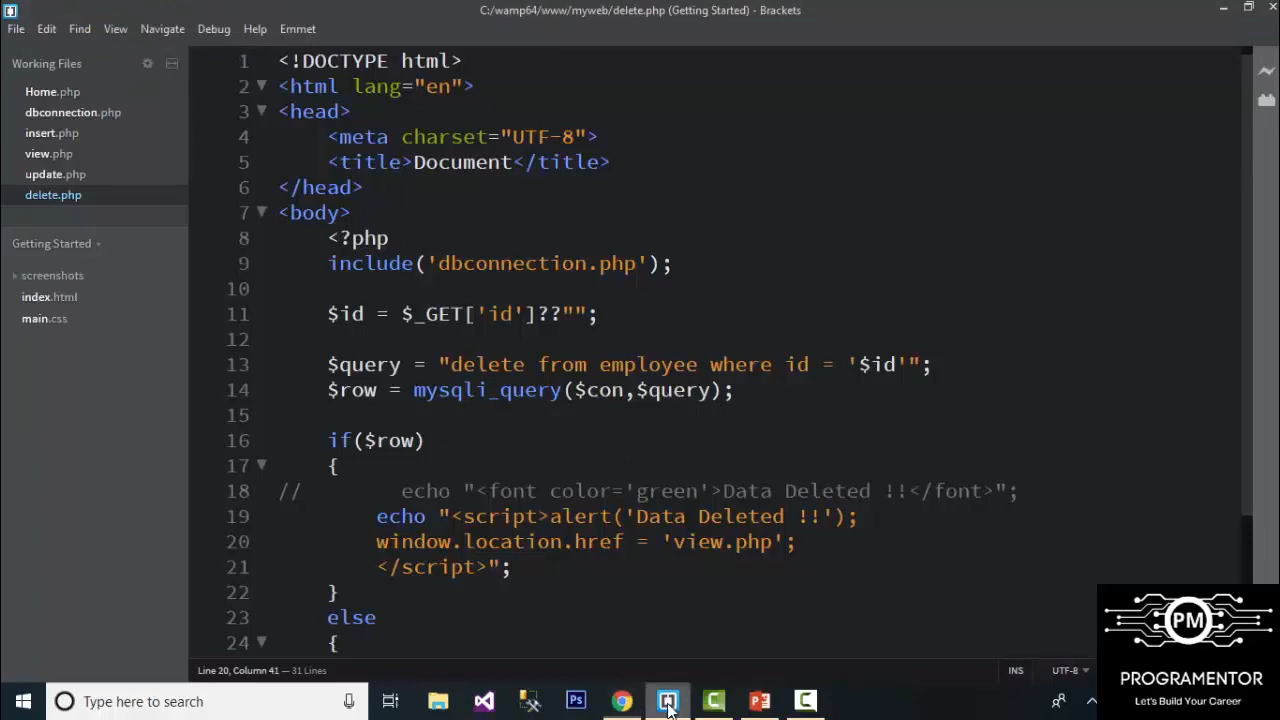 C:/wamp64/www/myweb/delete.php (Getting Started) - Brackets
File Edit Find View Navigate Debug Help Emmet
Working Files
Home.php
dbconnection.php
insert.php
view.php
update.php
delete.php
Getting Started
screenshots
index.html
main.css
1 <!DOCTYPE html>
2 <html lang="en">
3 <head>
4 <meta charset="UTF-8">
5 <title>Document</title>
6 </head>
7 <body>
8 <?php
9 include('dbconnection.php');
10
11 $id = $_GET['id']??"";
12
13 $query = "delete from employee where id = '$id'";
14 $row = mysqli_query($con,$query);
15
16 if($row)
17 {
18 // echo "<font color='green'>Data Deleted !!</font>";
19 echo "<script>alert('Data Deleted !!');
20 window.location.href = 'view.php';
21 </script>";
22 }
23 else
24 {
Line 20, Column 41 — 31 Lines
INS UTF-8
Type here to search
Ps
PM
PROGRAMENTOR
Let's Build Your Career